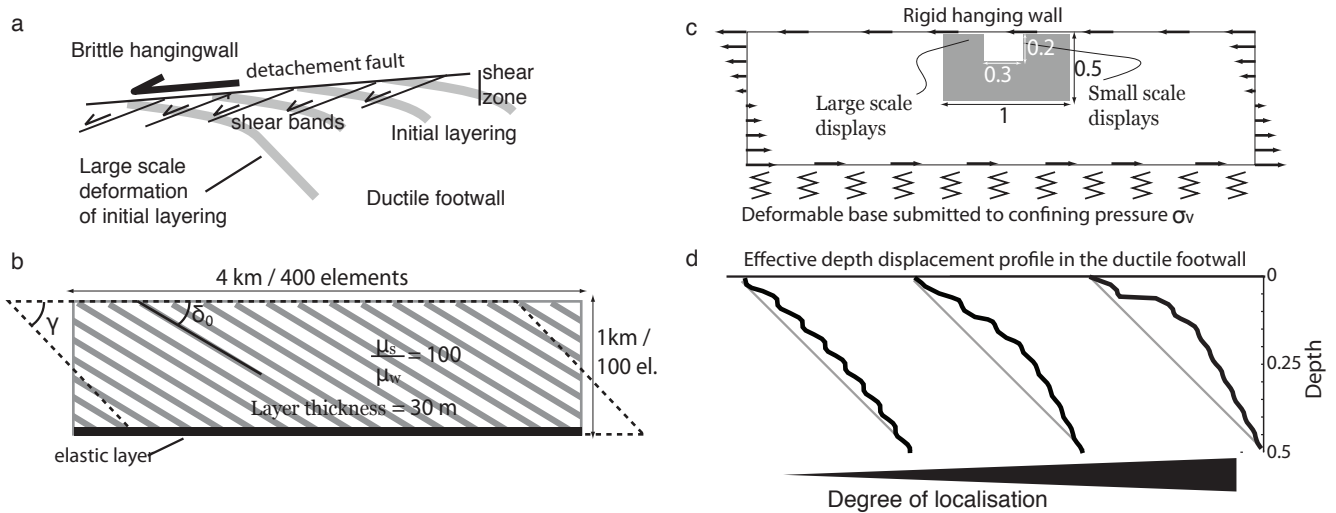 a
Brittle hangingwall
detachement fault
shear
zone
shear bands
Initial layering
Large scale
deformation
of initial layering
Ductile footwall
b
4 km / 400 elements
γ
δ̄₀
μs
μw
= 100
1km /
100 el.
Layer thickness = 30 m
elastic layer
c
Rigid hanging wall
0.2
0.3
0.5
1
Large scale
displays
Small scale
displays
Deformable base submitted to confining pressure σv
d
Effective depth displacement profile in the ductile footwall
0
0.25
0.5
Depth
Degree of localisation